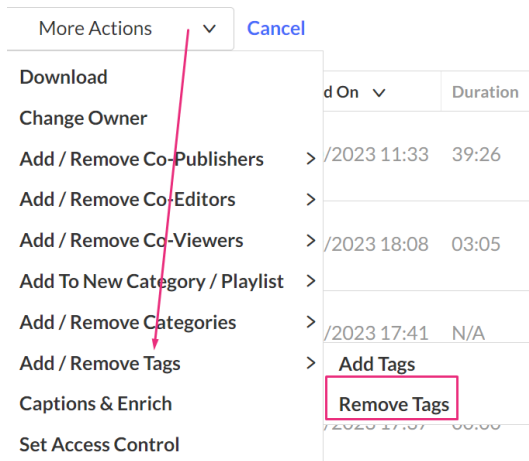 More Actions Cancel
Download
d On Duration
Change Owner
Add / Remove Co-Publishers
/2023 11:33 39:26
Add / Remove Co-Editors
Add / Remove Co-Viewers
/2023 18:08 03:05
Add To New Category / Playlist
Add / Remove Categories
/2023 17:41 N/A
Add / Remove Tags
Add Tags
Captions & Enrich
Remove Tags
Set Access Control